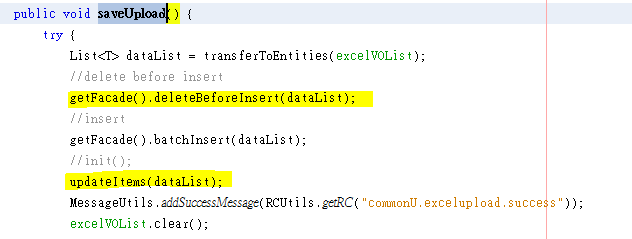 public void saveUpload() {
try {
List<T> dataList = transferToEntities(excelVOList);
//delete before insert
getFacade().deleteBeforeInsert(dataList);
//insert
getFacade().batchInsert(dataList);
//init();
updateItems(dataList);
MessageUtils.addSuccessMessage(RCUtils.getRC("commonU.excelupload.success"));
excelVOList.clear();